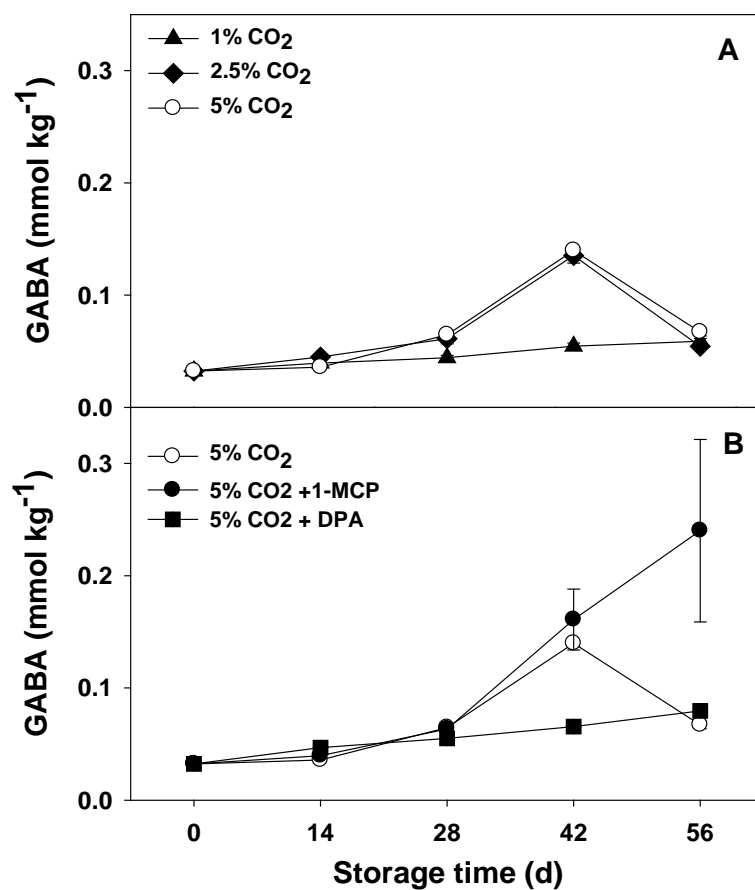 A
1% CO2
2.5% CO2
5% CO2
GABA (mmol kg-1)
0.3
0.2
0.1
0.0
B
5% CO2
5% CO2 +1-MCP
5% CO2 + DPA
GABA (mmol kg-1)
0.3
0.2
0.1
0.0
0 14 28 42 56
Storage time (d)